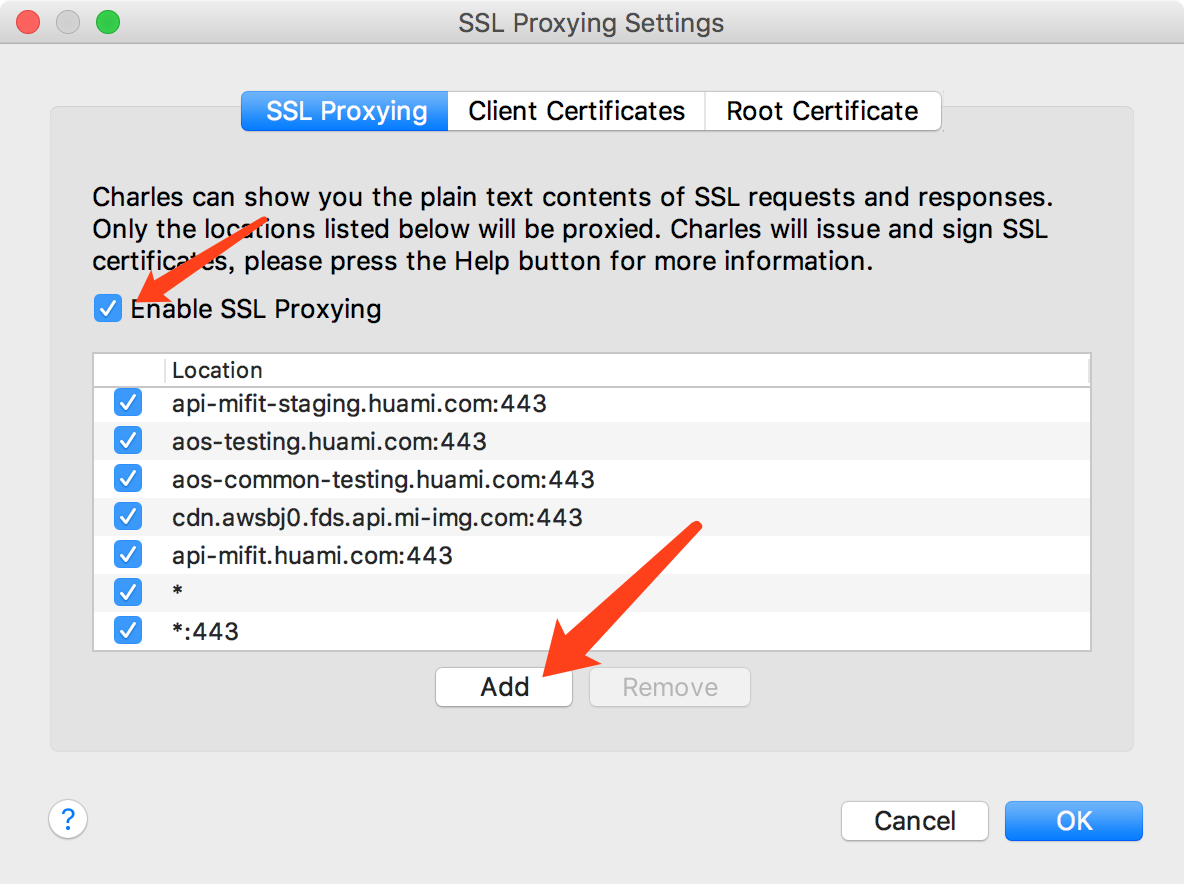 SSL Proxying Settings
SSL Proxying Client Certificates Root Certificate
Charles can show you the plain text contents of SSL requests and responses.
Only the locations listed below will be proxied. Charles will issue and sign SSL
certificates, please press the Help button for more information.
Enable SSL Proxying
Location
api-mifit-staging.huami.com:443
aos-testing.huami.com:443
aos-common-testing.huami.com:443
cdn.awsbj0.fds.api.mi-img.com:443
api-mifit.huami.com:443
*
*:443
Add Remove
? Cancel OK